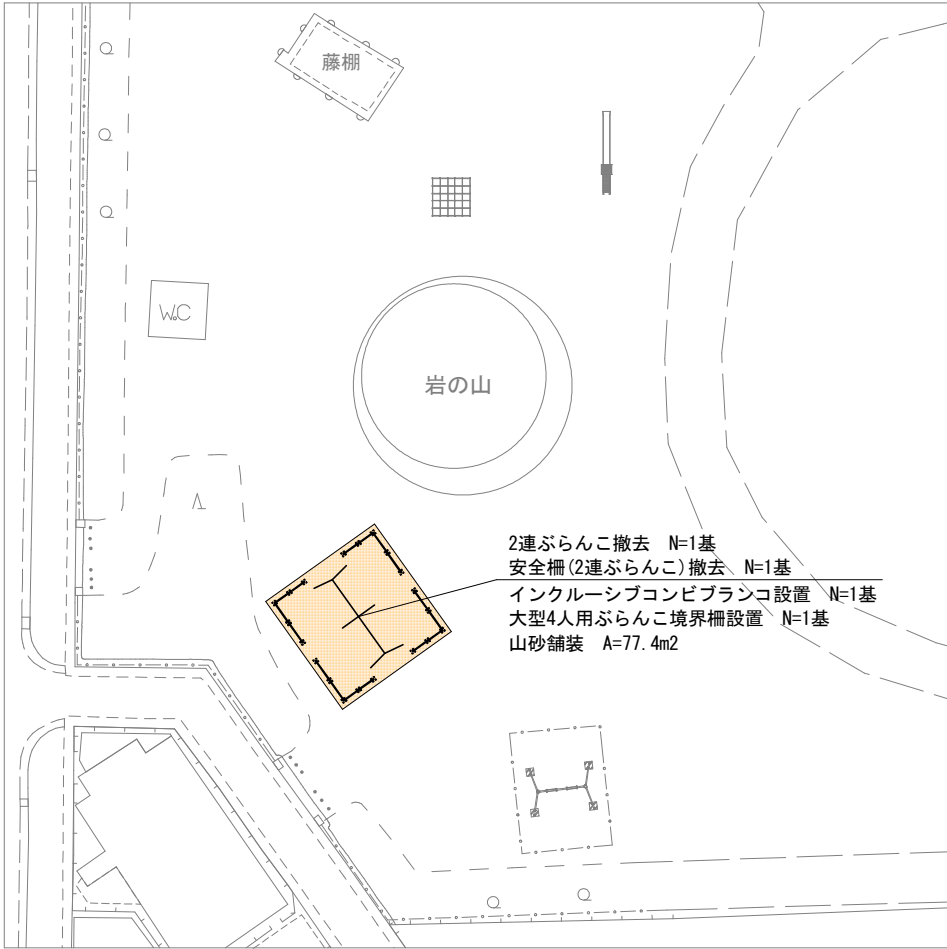 藤棚
W.C
岩の山
2連ぶらんこ撤去 N=1基
安全柵(2連ぶらんこ)撤去 N=1基
インクルーシブコンビブランコ設置 N=1基
大型4人用ぶらんこ境界柵設置 N=1基
山砂舗装 A=77.4m2